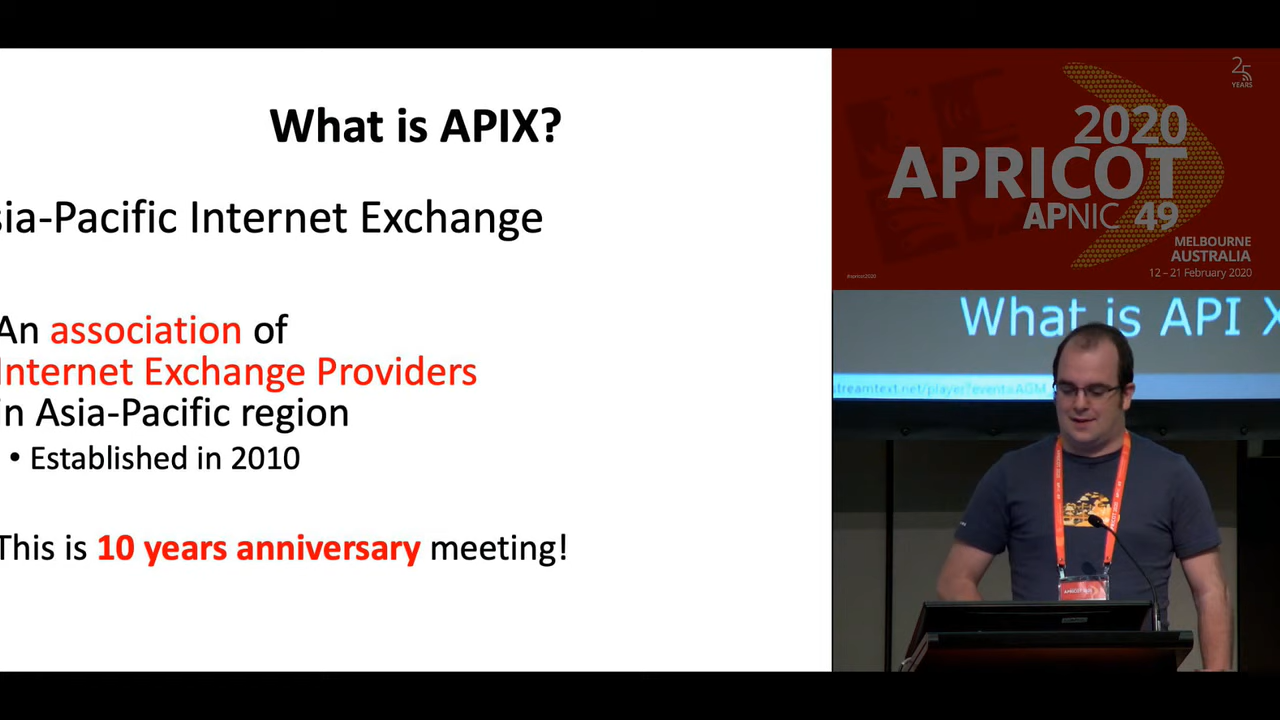 What is APIX?
sia-Pacific Internet Exchange
An association of
Internet Exchange Providers
in Asia-Pacific region
• Established in 2010
This is 10 years anniversary meeting!
25
YEARS
2020
APRICOT
APNIC 49
MELBOURNE
AUSTRALIA
12 – 21 February 2020
#apricot2020
What is API X
streamtext.net/player?event=AGM